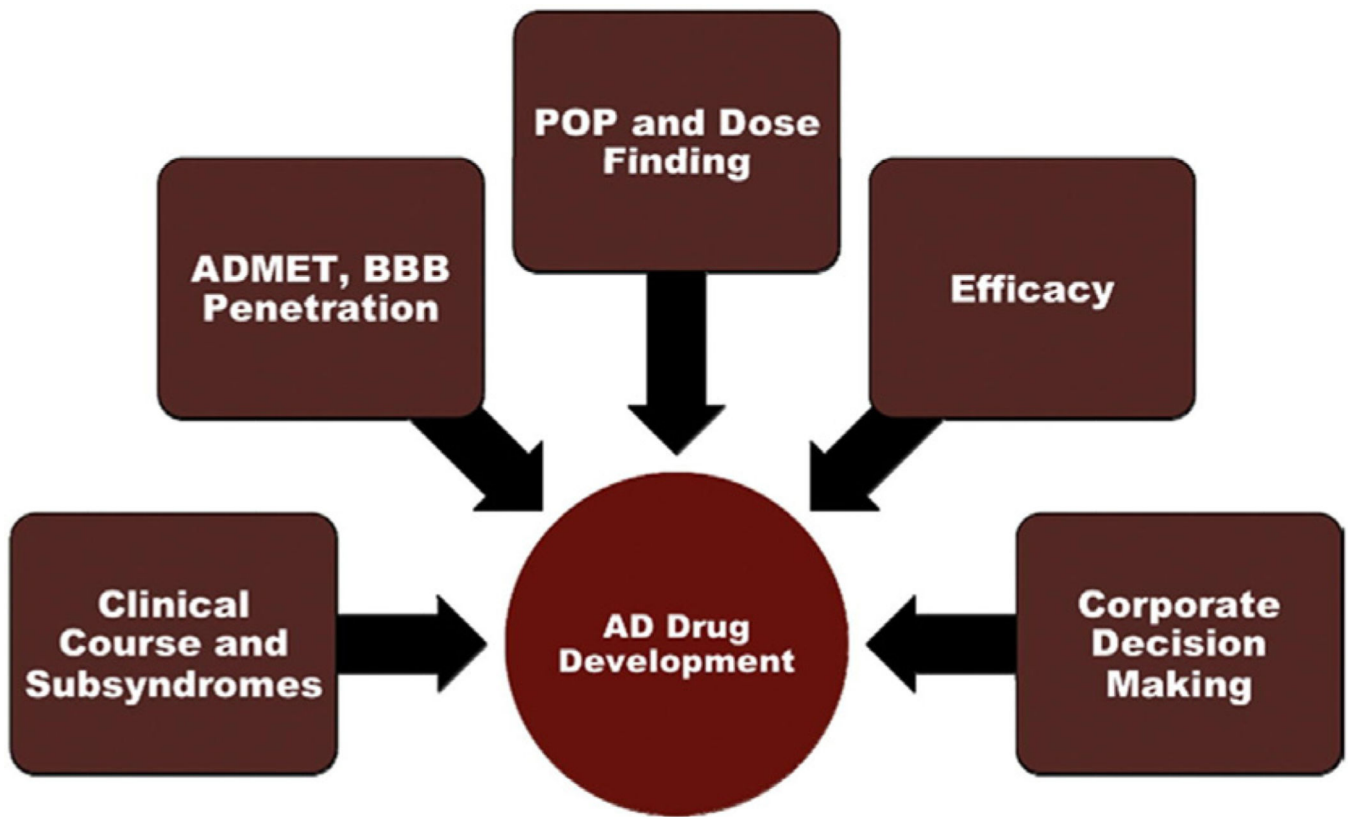 POP and Dose
Finding
ADMET, BBB
Penetration
Efficacy
Clinical
Course and
Subsyndromes
AD Drug
Development
Corporate
Decision
Making